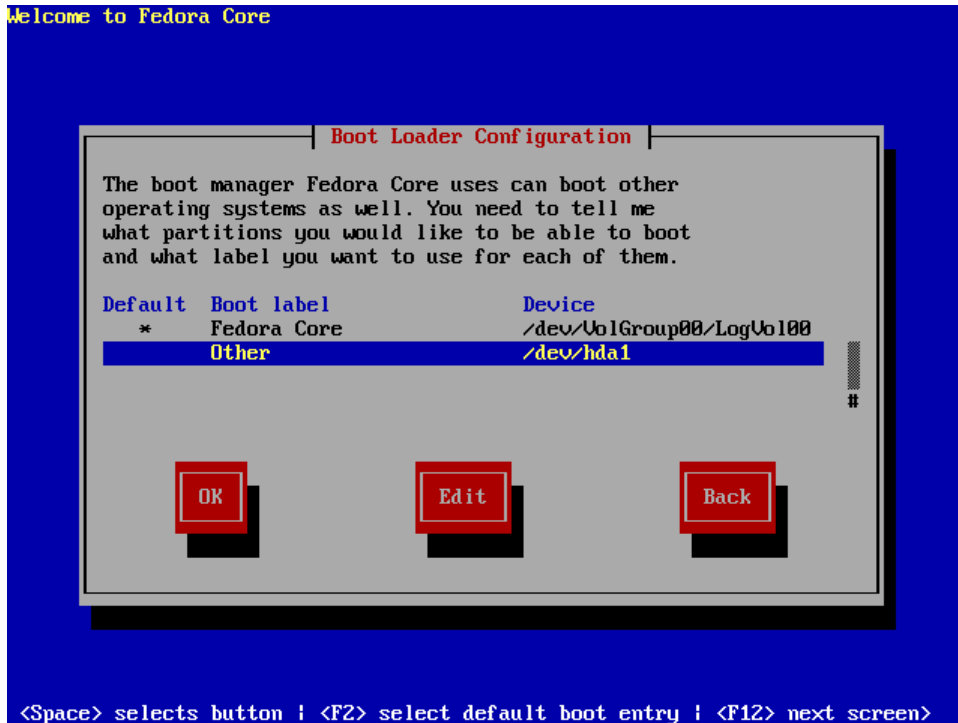 Welcome to Fedora Core
Boot Loader Configuration
The boot manager Fedora Core uses can boot other
operating systems as well. You need to tell me
what partitions you would like to be able to boot
and what label you want to use for each of them.
Default Boot label Device
* Fedora Core /dev/VolGroup00/LogVol00
Other /dev/hda1
#
OK Edit Back
<Space> selects button | <F2> select default boot entry | <F12> next screen>